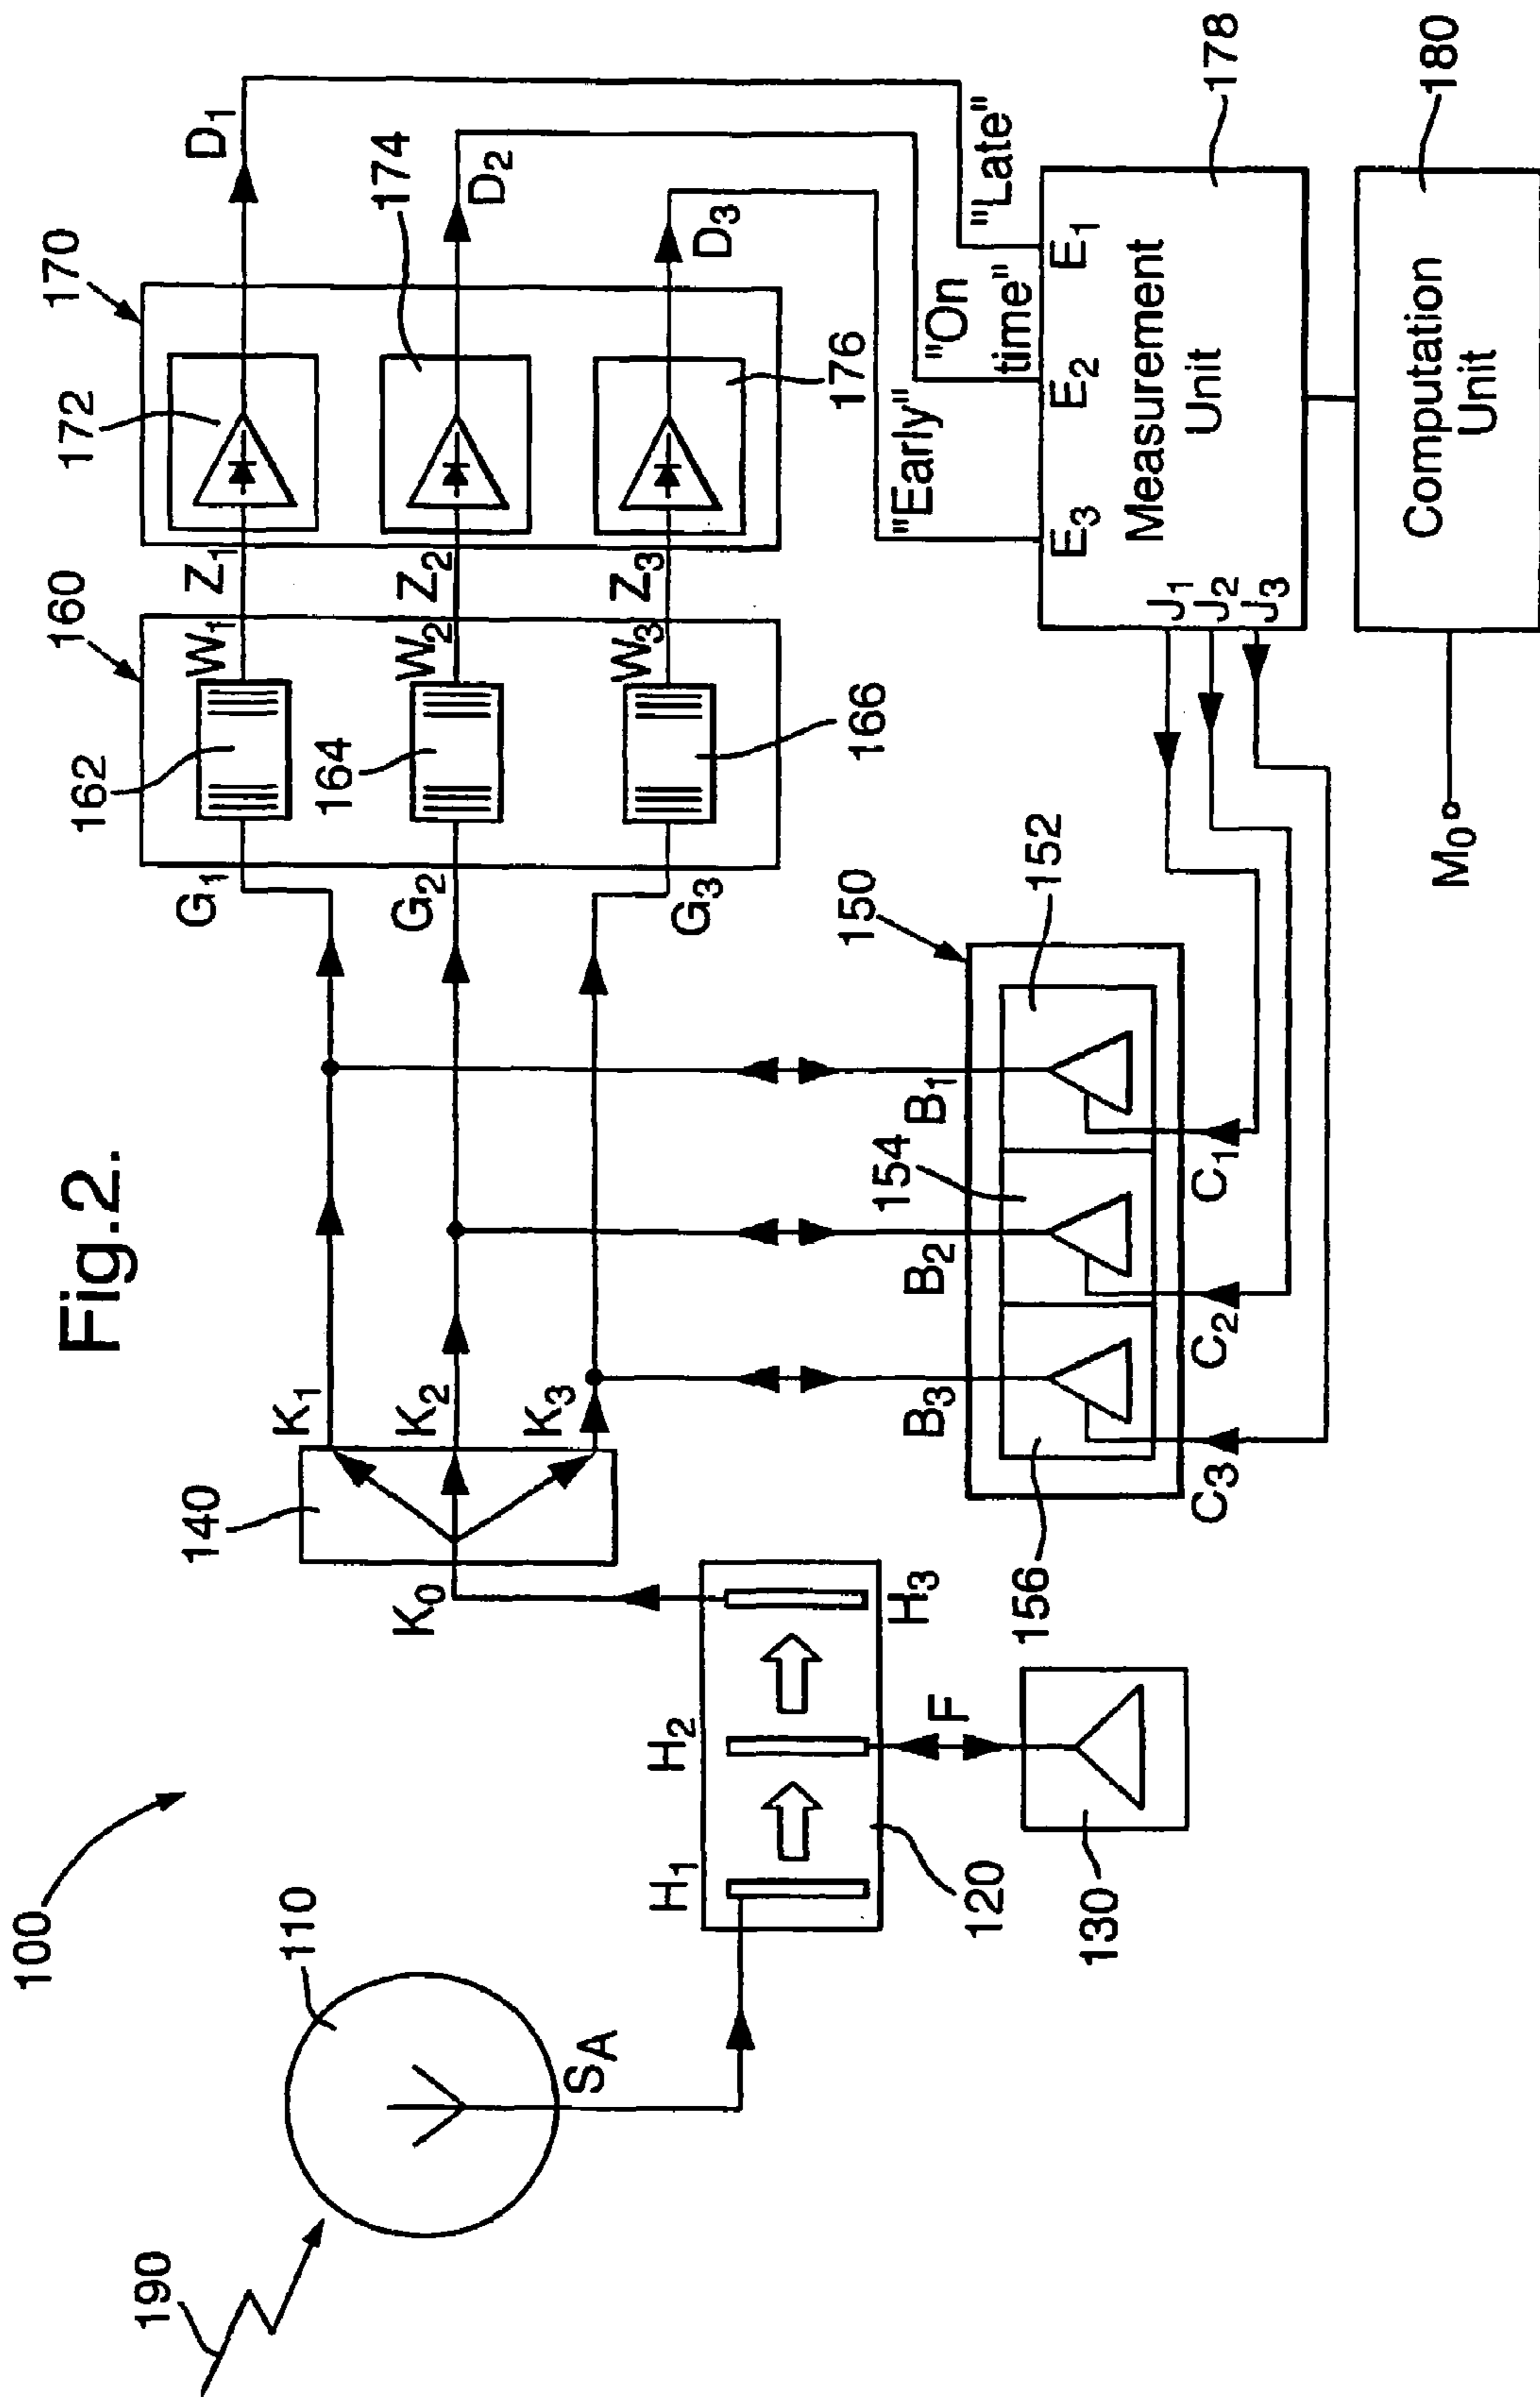 Fig.2.
100
190
110
S_A
H₁
H₂
H₃
120
F
130
K₀
140
K₁
K₂
K₃
B₃
B₂
B₁
150
152
154
156
C₃
C₂
C₁
G₁
G₂
G₃
160
162
164
166
W₁
W₂
W₃
Z₁
Z₂
Z₃
170
172
174
176
D₁
D₂
D₃
"Late"
"On
time"
"Early"
E₁
E₂
E₃
Measurement
Unit
178
J₁
J₂
J₃
Computation
Unit
180
M₀